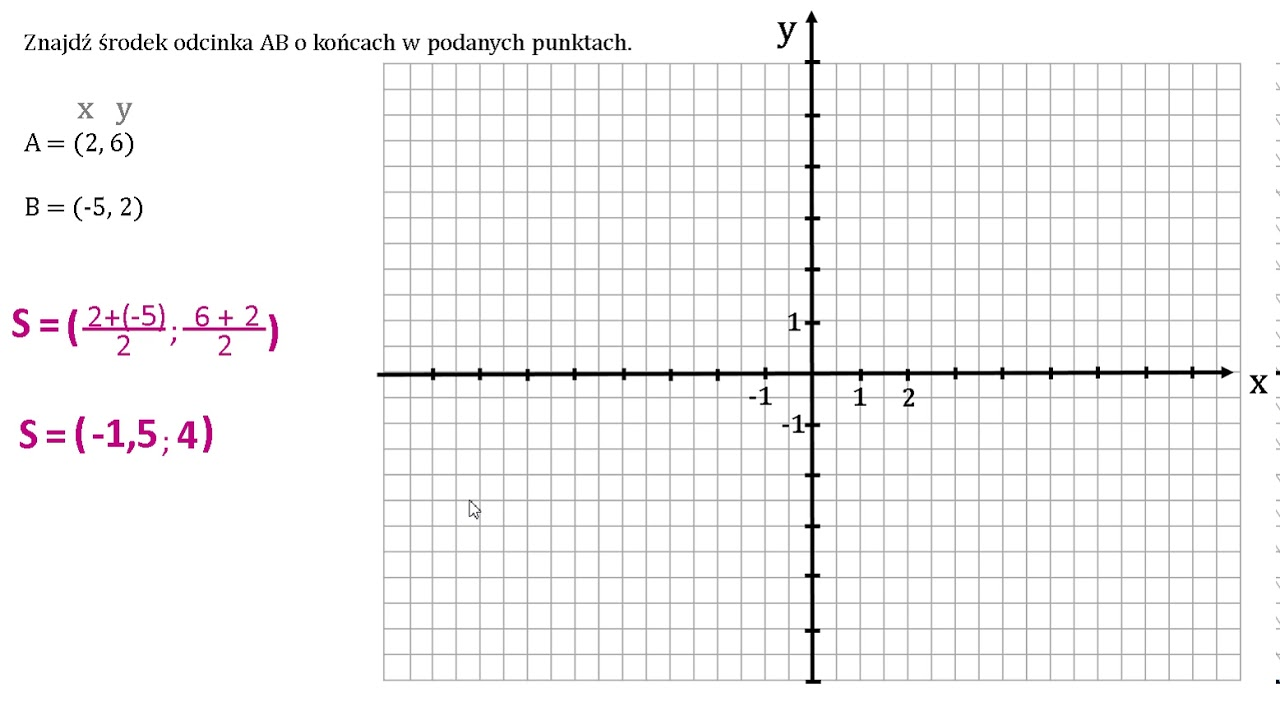 Znajdź środek odcinka AB o końcach w podanych punktach.
x y
A = (2, 6)
B = (-5, 2)
S = ( 2+(-5) / 2 ; 6 + 2 / 2 )
S = ( -1,5 ; 4 )
y
1
-1 1 2
x
-1